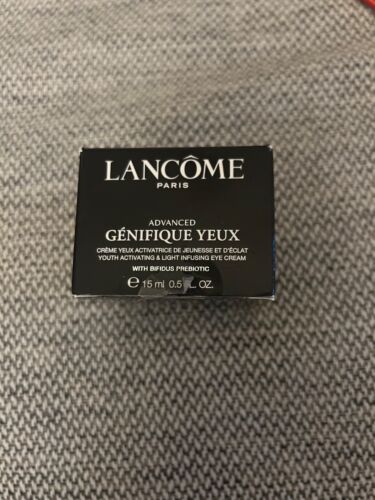 LANCÔME
PARIS
ADVANCED
GÉNIFIQUE YEUX
CRÈME YEUX ACTIVATRICE DE JEUNESSE ET D'ÉCLAT
YOUTH ACTIVATING & LIGHT INFUSING EYE CREAM
WITH BIFIDUS PREBIOTIC
℮ 15 ml 0.5 L. OZ.